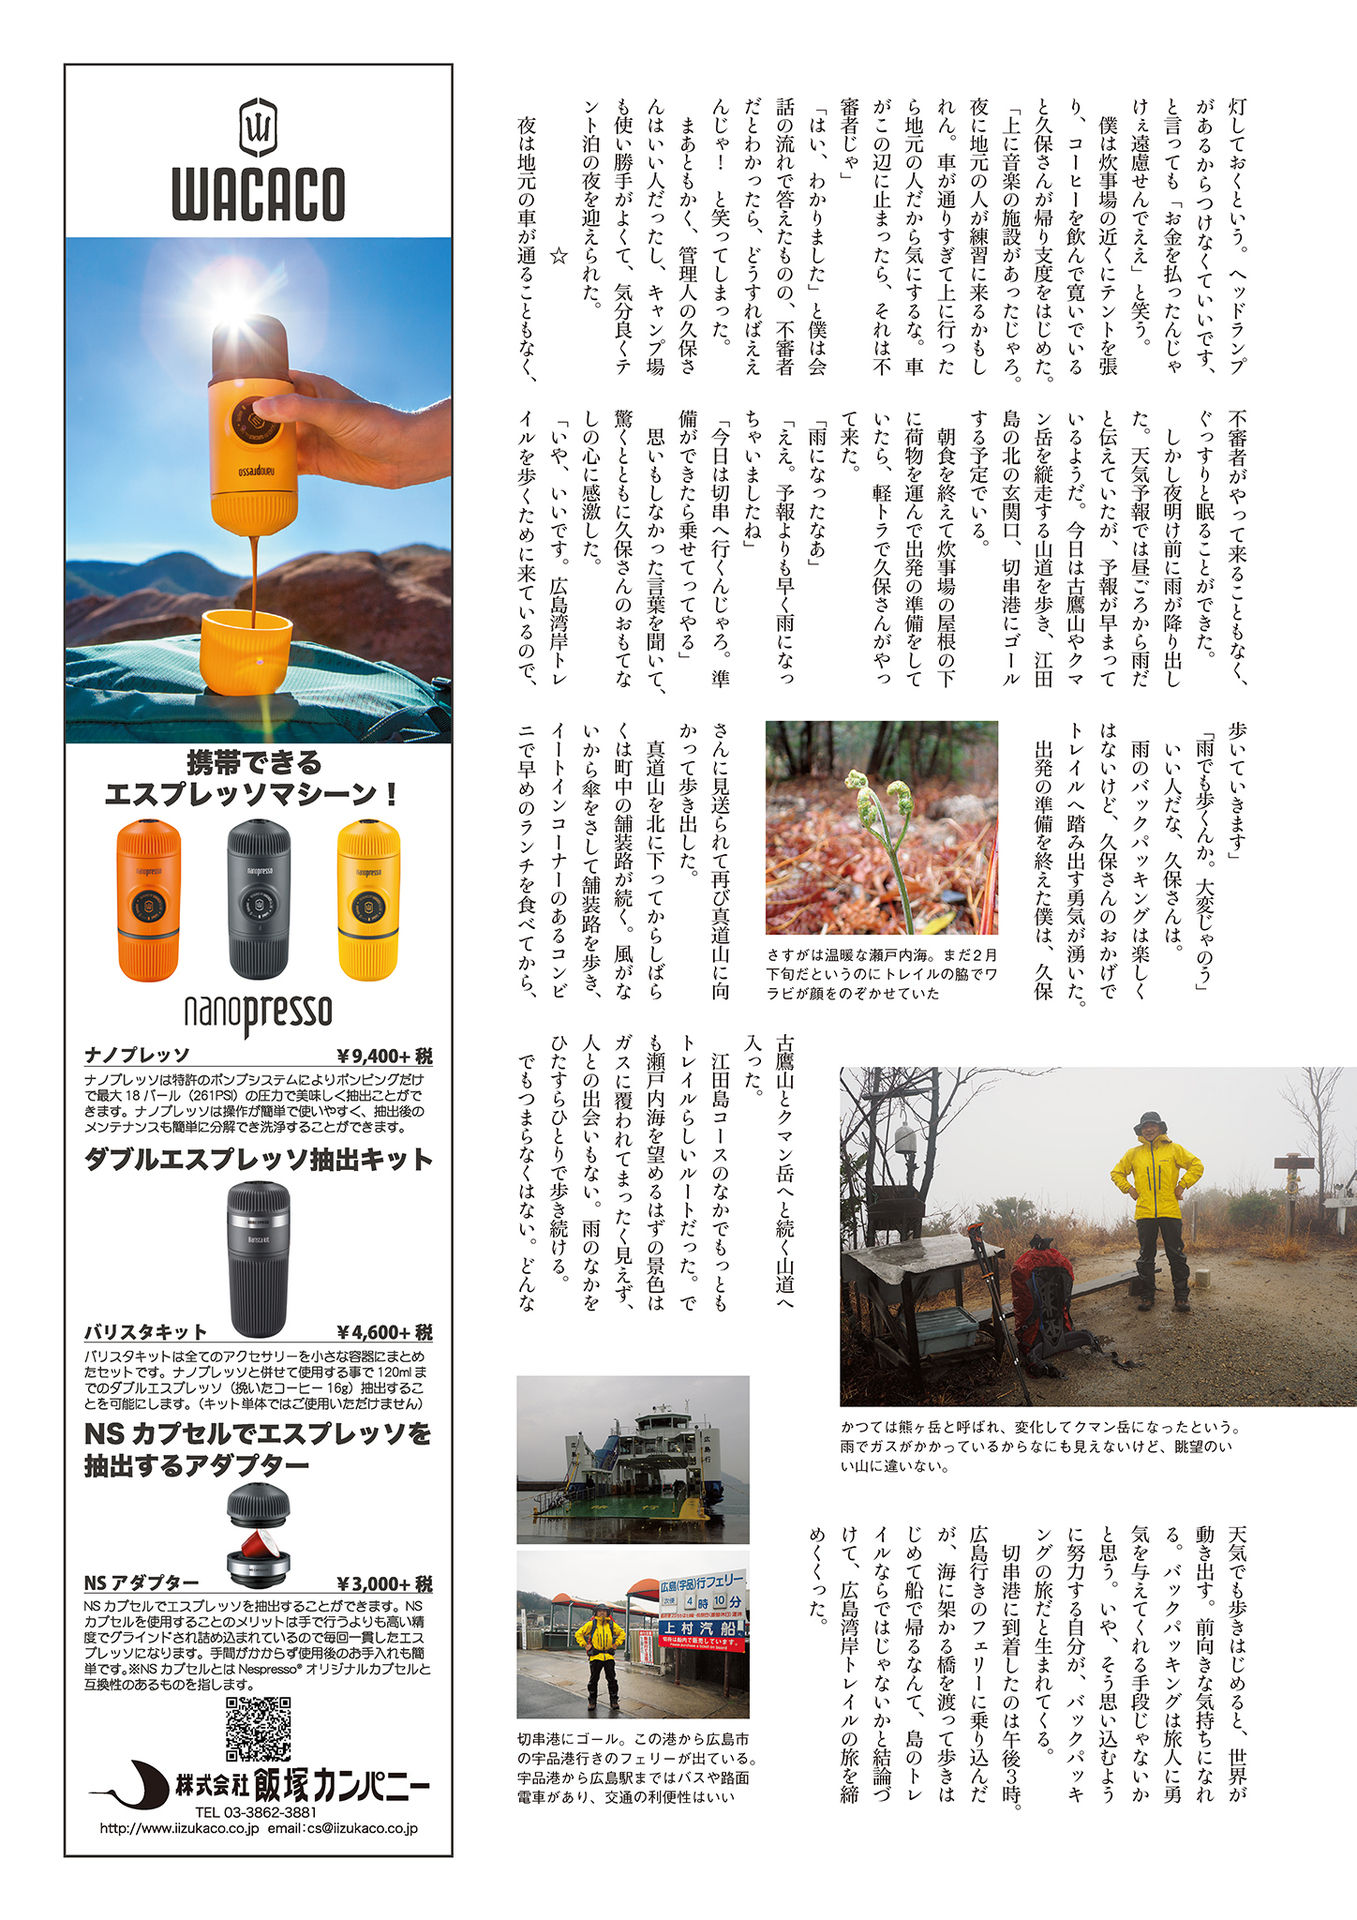 灯しておくという。ヘッドランプ
があるからつけなくていいです、
と言っても「お金を払ったんじゃ
けぇ遠慮せんでええ」と笑う。
僕は炊事場の近くにテントを張
り、コーヒーを飲んで寛いでいる
と久保さんが帰り支度をはじめた。
「上に音楽の施設があったじゃろ。
夜に地元の人が練習に来るかもし
れん。車が通りすぎて上に行った
ら地元の人だから気にするな。車
がこの辺に止まったら、それは不
審者じゃ」
「はい、わかりました」と僕は会
話の流れで答えたものの、不審者
だとわかったら、どうすればええ
んじゃ！　と笑ってしまった。
まあともかく、管理人の久保さ
んはいい人だったし、キャンプ場
も使い勝手がよくて、気分良くテ
ント泊の夜を迎えられた。
☆
夜は地元の車が通ることもなく、
不審者がやって来ることもなく、
ぐっすりと眠ることができた。
しかし夜明け前に雨が降り出し
た。天気予報では昼ごろから雨だ
と伝えていたが、予報が早まって
いるようだ。今日は古鷹山やクマ
ン岳を縦走する山道を歩き、江田
島の北の玄関口、切串港にゴール
する予定でいる。
朝食を終えて炊事場の屋根の下
に荷物を運んで出発の準備をして
いたら、軽トラで久保さんがやっ
て来た。
「雨になったなあ」
「ええ。予報よりも早く雨になっ
ちゃいましたね」
「今日は切串へ行くんじゃろ。準
備ができたら乗せてってやる」
思いもしなかった言葉を聞いて、
驚くとともに久保さんのおもてな
しの心に感激した。
「いや、いいです。広島湾岸トレ
イルを歩くために来ているので、
歩いていきます」
「雨でも歩くんか。大変じゃのう」
いい人だな、久保さんは。
雨のバックパッキングは楽しく
はないけど、久保さんのおかげで
トレイルへ踏み出す勇気が湧いた。
出発の準備を終えた僕は、久保
さんに見送られて再び真道山に向
かって歩き出した。
真道山を北に下ってからしばら
くは町中の舗装路が続く。風がな
いから傘をさして舗装路を歩き、
イートインコーナーのあるコンビ
ニで早めのランチを食べてから、
古鷹山とクマン岳へと続く山道へ
入った。
江田島コースのなかでもっとも
トレイルらしいルートだった。で
も瀬戸内海を望めるはずの景色は
ガスに覆われてまったく見えず、
人との出会いもない。雨のなかを
ひたすらひとりで歩き続ける。
でもつまらなくはない。どんな
天気でも歩きはじめると、世界が
動き出す。前向きな気持ちになれ
る。バックパッキングは旅人に勇
気を与えてくれる手段じゃないか
と思う。いや、そう思い込むよう
に努力する自分が、バックパッキ
ングの旅だと生まれてくる。
切串港に到着したのは午後3時。
広島行きのフェリーに乗り込んだ
が、海に架かる橋を渡って歩きは
じめて船で帰るなんて、島のトレ
イルならではじゃないかと結論づ
けて、広島湾岸トレイルの旅を締
めくくった。
さすがは温暖な瀬戸内海。まだ2月
下旬だというのにトレイルの脇でワ
ラビが顔をのぞかせていた
かつては熊ヶ岳と呼ばれ、変化してクマン岳になったという。
雨でガスがかかっているからなにも見えないけど、眺望のい
い山に違いない。
広島行
広島(宇品)行フェリー
次便 4時10分
上村汽船
切符は船内で販売しています。
切串港にゴール。この港から広島市
の宇品港行きのフェリーが出ている。
宇品港から広島駅まではバスや路面
電車があり、交通の利便性はいい
WACACO
nanopresso
携帯できる
エスプレッソマシーン！
nanopresso
nanopresso
nanopresso
ナノプレッソ ￥9,400+ 税
ナノプレッソは特許のポンプシステムによりポンピングだけ
で最大 18 バール（261PSI）の圧力で美味しく抽出ことがで
きます。ナノプレッソは操作が簡単で使いやすく、抽出後の
メンテナンスも簡単に分解でき洗浄することができます。
ダブルエスプレッソ抽出キット
Barista kit
バリスタキット ￥4,600+ 税
バリスタキットは全てのアクセサリーを小さな容器にまとめ
たセットです。ナノプレッソと併せて使用する事で 120ml ま
でのダブルエスプレッソ（挽いたコーヒー 16g）抽出するこ
とを可能にします。（キット単体ではご使用いただけません）
NS カプセルでエスプレッソを
抽出するアダプター
NS アダプター ￥3,000+ 税
NS カプセルでエスプレッソを抽出することができます。NS
カプセルを使用することのメリットは手で行うよりも高い精
度でグラインドされ詰め込まれているので毎回一貫したエス
プレッソになります。手間がかからず使用後のお手入れも簡
単です。※NS カプセルとは Nespresso® オリジナルカプセルと
互換性のあるものを指します。
株式会社 飯塚カンパニー
TEL 03-3862-3881
http://www.iizukaco.co.jp email:cs@iizukaco.co.jp